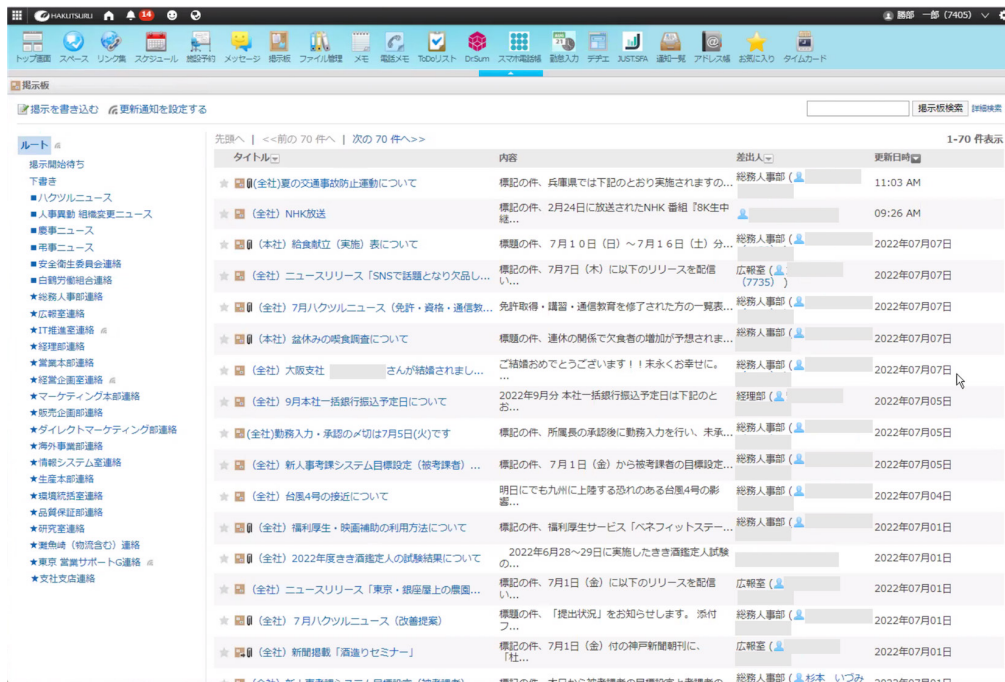 HAKUTSURU 14 勝部 一郎 (7405)
トップ画面 スペース リンク集 スケジュール 施設予約 メッセージ 掲示板 ファイル管理 メモ 電話メモ ToDoリスト Dr.Sum スマホ電話帳 勤怠入力 デヂエ JUST.SFA 通知一覧 アドレス帳 お気に入り タイムカード
掲示板
掲示を書き込む 更新通知を設定する 掲示板検索 詳細検索
ルート
掲示開始待ち
下書き
■ハクツルニュース
■人事異動 組織変更ニュース
■慶事ニュース
■弔事ニュース
■安全衛生委員会連絡
■白鶴労働組合連絡
★総務人事部連絡
★広報室連絡
★IT推進室連絡
★経理部連絡
★営業本部連絡
★経営企画室連絡
★マーケティング本部連絡
★販売企画部連絡
★ダイレクトマーケティング部連絡
★海外事業部連絡
★情報システム室連絡
★生産本部連絡
★環境統括室連絡
★品質保証部連絡
★研究室連絡
★灘魚崎（物流含む）連絡
★東京 営業サポートG連絡
★支社支店連絡
先頭へ | <<前の 70 件へ | 次の 70 件へ>> 1-70 件表示
タイトル 内容 差出人 更新日時
(全社)夏の交通事故防止運動について 標記の件、兵庫県では下記のとおり実施されますの... 総務人事部 ( 11:03 AM
（全社）NHK放送 標記の件、2月24日に放送されたNHK 番組『8K生中継... 09:26 AM
（本社）給食献立（実施）表について 標題の件、７月１０日（日）～７月１６日（土）分... 総務人事部 ( 2022年07月07日
（全社）ニュースリリース「SNSで話題となり欠品し... 標記の件、7月7日（木）に以下のリリースを配信い... 広報室 ( (7735) ) 2022年07月07日
（全社）7月ハクツルニュース（免許・資格・通信教... 免許取得・講習・通信教育を修了された方の一覧表... 総務人事部 ( 2022年07月07日
（本社）盆休みの喫食調査について 標題の件、連休の関係で欠食者の増加が予想されま... 総務人事部 ( 2022年07月07日
（全社）大阪支社 さんが結婚されまし... ご結婚おめでとうございます！！末永くお幸せに。... 総務人事部 ( 2022年07月07日
（全社）9月本社一括銀行振込予定日について 2022年9月分 本社一括銀行振込予定日は下記のとお... 経理部 ( 2022年07月05日
(全社)勤務入力・承認の〆切は7月5日(火)です 標記の件、所属長の承認後に勤務入力を行い、未承... 総務人事部 ( 2022年07月05日
（全社）新人事考課システム目標設定（被考課者）... 標記の件、７月１日（金）から被考課者の目標設定... 総務人事部 ( 2022年07月05日
（全社）台風4号の接近について 明日にでも九州に上陸する恐れのある台風4号の影響... 総務人事部 ( 2022年07月04日
（全社）福利厚生・映画補助の利用方法について 標記の件、福利厚生サービス「ベネフィットステー... 総務人事部 ( 2022年07月01日
（全社）2022年度きき酒鑑定人の試験結果について 2022年6月28～29日に実施したきき酒鑑定人試験の... 2022年07月01日
（全社）ニュースリリース「東京・銀座屋上の農園... 標記の件、7月1日（金）に以下のリリースを配信い... 広報室 ( 2022年07月01日
（全社）７月ハクツルニュース（改善提案） 標題の件、「提出状況」をお知らせします。 添付フ... 総務人事部 ( 2022年07月01日
（全社）新聞掲載「酒造りセミナー」 標記の件、7月1日（金）付の神戸新聞朝刊に、「杜... 広報室 ( 2022年07月01日
総務人事部 ( 杉本 いづみ